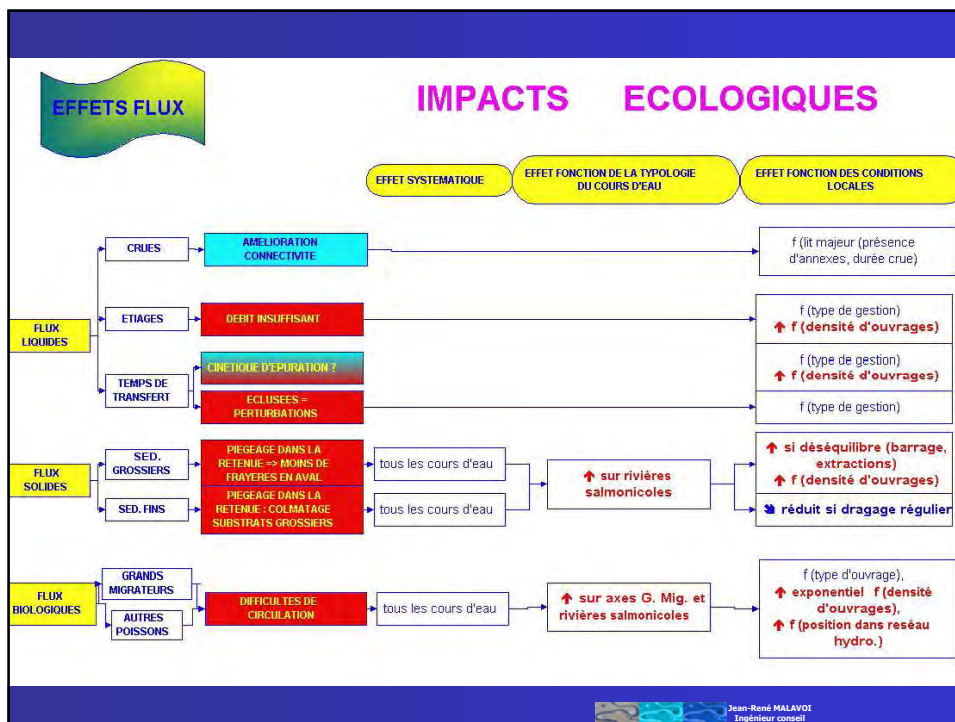 EFFETS FLUX
IMPACTS ECOLOGIQUES
EFFET SYSTEMATIQUE
EFFET FONCTION DE LA TYPOLOGIE
DU COURS D'EAU
EFFET FONCTION DES CONDITIONS
LOCALES
FLUX
LIQUIDES
CRUES
AMELIORATION
CONNECTIVITE
f (lit majeur (présence
d'annexes, durée crue)
ETIAGES
DEBIT INSUFFISANT
f (type de gestion)
f (densité d'ouvrages)
TEMPS DE
TRANSFERT
CINETIQUE D'EPURATION ?
f (type de gestion)
f (densité d'ouvrages)
ECLUSEES =
PERTURBATIONS
f (type de gestion)
FLUX
SOLIDES
SED.
GROSSIERS
PIEGEAGE DANS LA
RETENUE => MOINS DE
FRAYERES EN AVAL
tous les cours d'eau
SED. FINS
PIEGEAGE DANS LA
RETENUE : COLMATAGE
SUBSTRATS GROSSIERS
tous les cours d'eau
sur rivières
salmonicoles
si déséquilibre (barrage,
extractions)
f (densité d'ouvrages)
réduit si dragage régulier
FLUX
BIOLOGIQUES
GRANDS
MIGRATEURS
AUTRES
POISSONS
DIFFICULTES DE
CIRCULATION
tous les cours d'eau
sur axes G. Mig. et
rivières salmonicoles
f (type d'ouvrage),
exponentiel f (densité
d'ouvrages),
f (position dans reséau
hydro.)
Jean-René MALAVOI
Ingénieur conseil